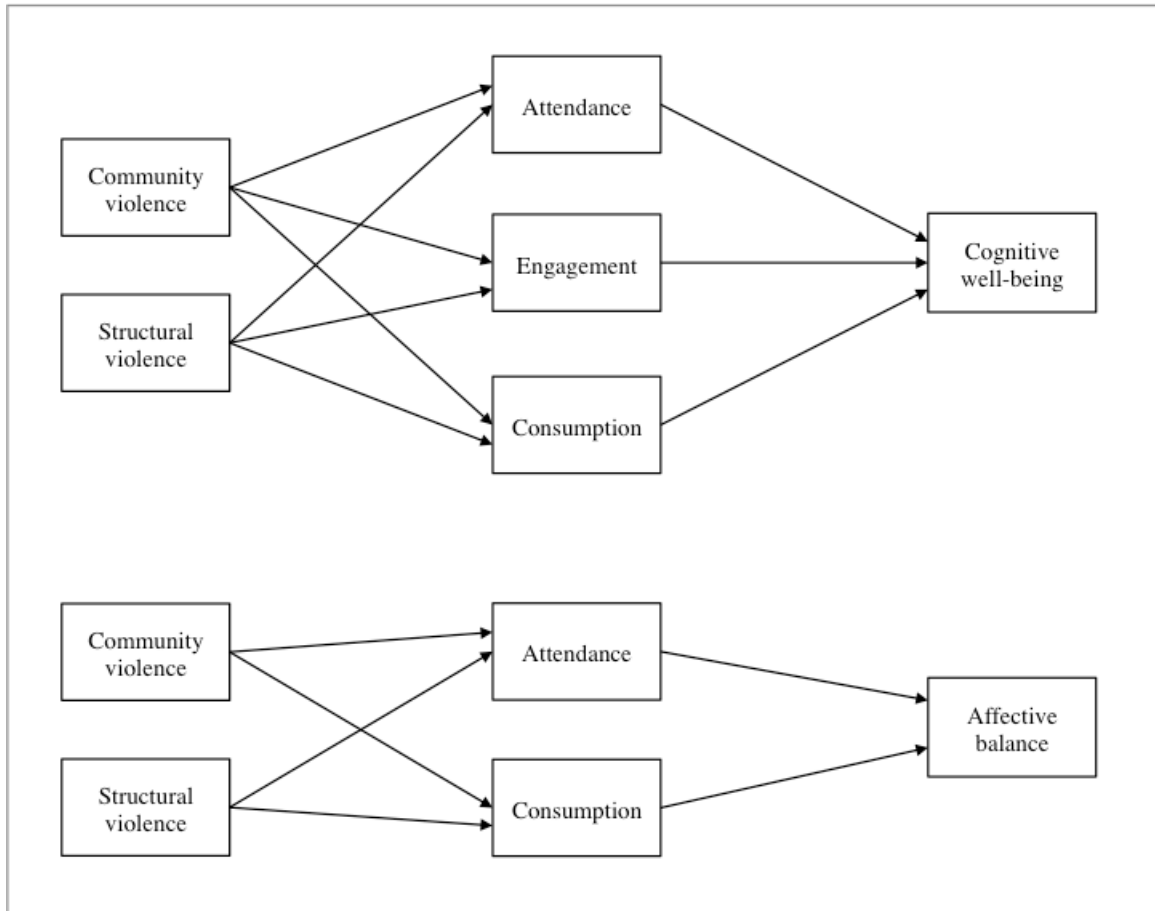 Attendance
Community
violence
Engagement
Cognitive
well-being
Structural
violence
Consumption
Community
violence
Attendance
Affective
balance
Structural
violence
Consumption